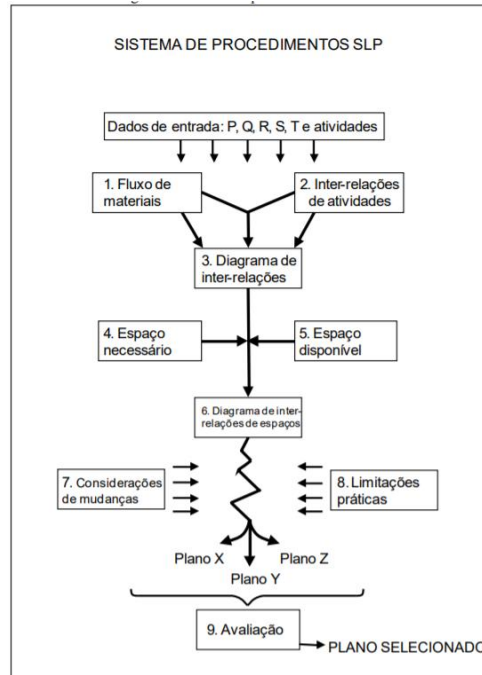 SISTEMA DE PROCEDIMENTOS SLP
Dados de entrada: P, Q, R, S, T e atividades
1. Fluxo de
materiais
2. Inter-relações
de atividades
3. Diagrama de
inter-relações
4. Espaço
necessário
5. Espaço
disponível
6. Diagrama de inter-
relações de espaços
7. Considerações
de mudanças
8. Limitações
práticas
Plano X
Plano Z
Plano Y
9. Avaliação
PLANO SELECIONADO